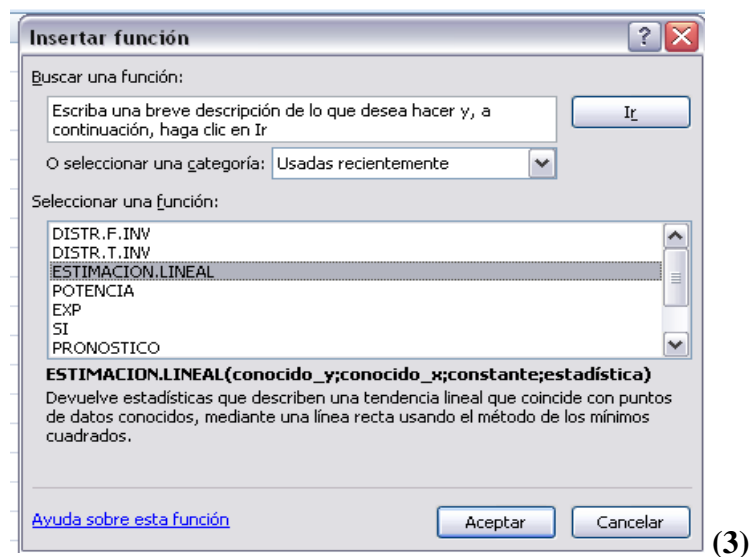 Insertar función
Buscar una función:
Escriba una breve descripción de lo que desea hacer y, a
continuación, haga clic en Ir
Ir
O seleccionar una categoría: Usadas recientemente
Seleccionar una función:
DISTR.F.INV
DISTR.T.INV
ESTIMACION.LINEAL
POTENCIA
EXP
SI
PRONOSTICO
ESTIMACION.LINEAL(conocido_y;conocido_x;constante;estadística)
Devuelve estadísticas que describen una tendencia lineal que coincide con puntos
de datos conocidos, mediante una línea recta usando el método de los mínimos
cuadrados.
Ayuda sobre esta función
Aceptar
Cancelar
(3)